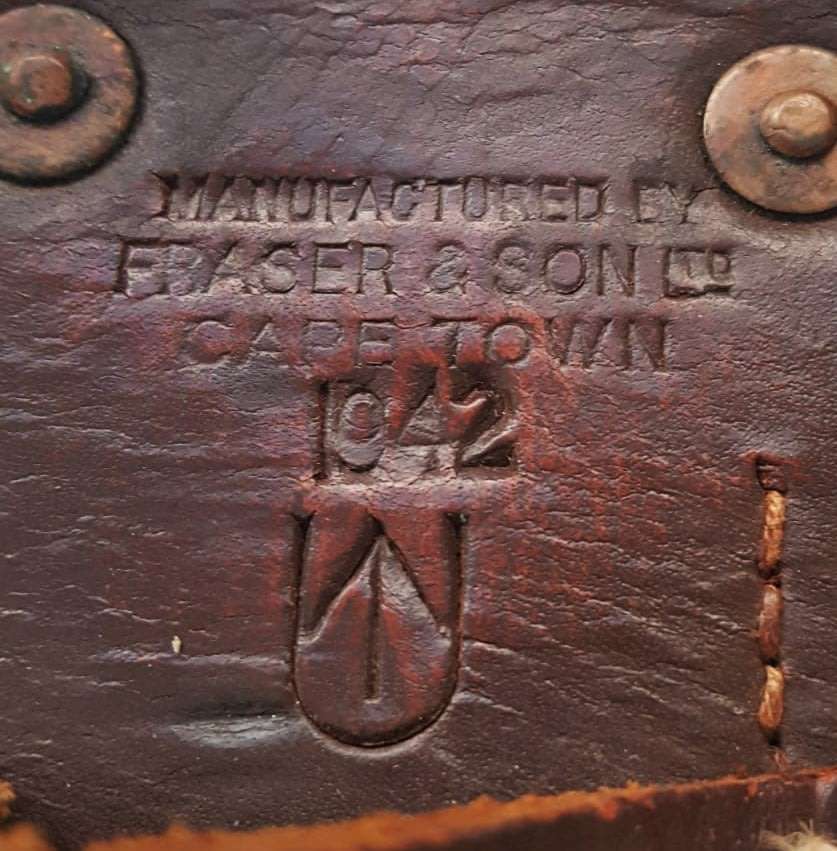 MANUFACTURED BY
FRASER & SON LTD
CAPE TOWN
1942